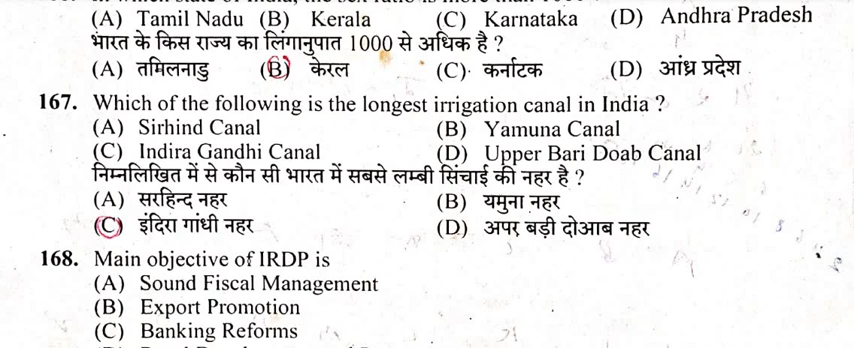 (A) Tamil Nadu (B) Kerala (C) Karnataka (D) Andhra Pradesh
भारत के किस राज्य का लिंगानुपात 1000 से अधिक है ?
(A) तमिलनाडु (B) केरल (C) कर्नाटक (D) आंध्र प्रदेश
167. Which of the following is the longest irrigation canal in India ?
(A) Sirhind Canal (B) Yamuna Canal
(C) Indira Gandhi Canal (D) Upper Bari Doab Canal
निम्नलिखित में से कौन सी भारत में सबसे लम्बी सिंचाई की नहर है ?
(A) सरहिन्द नहर (B) यमुना नहर
(C) इंदिरा गांधी नहर (D) अपर बड़ी दोआब नहर
168. Main objective of IRDP is
(A) Sound Fiscal Management
(B) Export Promotion
(C) Banking Reforms